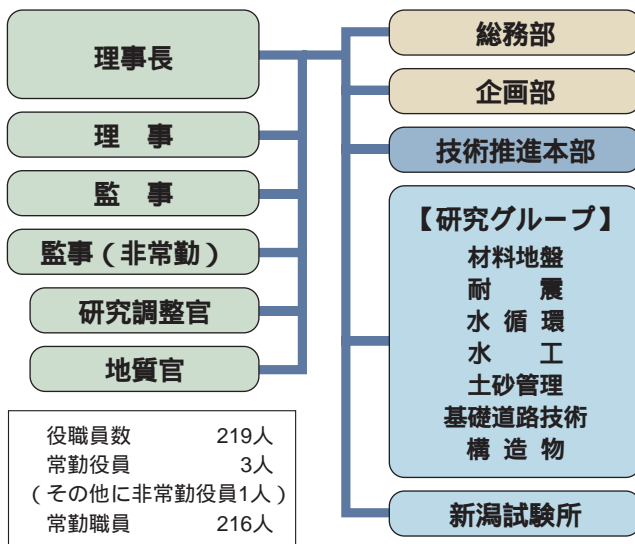 理事長
理　事
監　事
監事（非常勤）
研究調整官
地質官
役職員数　219人
常勤役員　3人
（その他に非常勤役員1人）
常勤職員　216人
総務部
企画部
技術推進本部
【研究グループ】
材料地盤
耐　震
水 循 環
水　工
土砂管理
基礎道路技術
構 造 物
新潟試験所